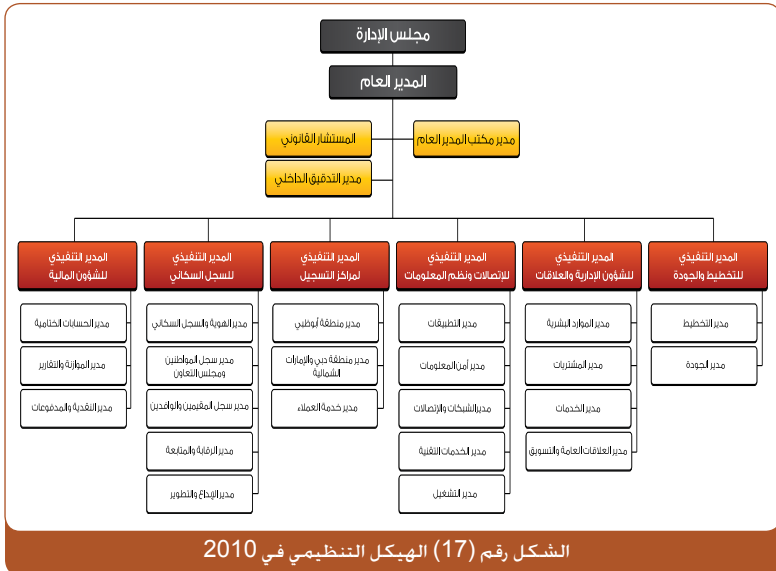 مجلس الإدارة
المدير العام
مدير مكتب المدير العام
المستشار القانوني
مدير التدقيق الداخلي
المدير التنفيذي
للتخطيط والجودة
مدير التخطيط
مدير الجودة
المدير التنفيذي
للشؤون الإدارية والعلاقات
مدير الموارد البشرية
مدير المشتريات
مدير الخدمات
مدير العلاقات العامة والتسويق
المدير التنفيذي
للإتصالات ونظم المعلومات
مدير التطبيقات
مدير أمن المعلومات
مدير الشبكات والإتصالات
مدير الخدمات التقنية
مدير التشغيل
المدير التنفيذي
لمراكز التسجيل
مدير منطقة أبوظبي
مدير منطقة دبي والإمارات
الشمالية
مدير خدمة العملاء
المدير التنفيذي
للسجل السكاني
مدير الهوية والسجل السكاني
مدير سجل المواطنين
ومجلس التعاون
مدير سجل المقيمين والوافدين
مدير الرقابة والمتابعة
مدير الإبداع والتطوير
المدير التنفيذي
للشؤون المالية
مدير الحسابات الختامية
مدير الموازنة والتقارير
مدير النقدية والمدفوعات
الشكل رقم (17) الهيكل التنظيمي في 2010